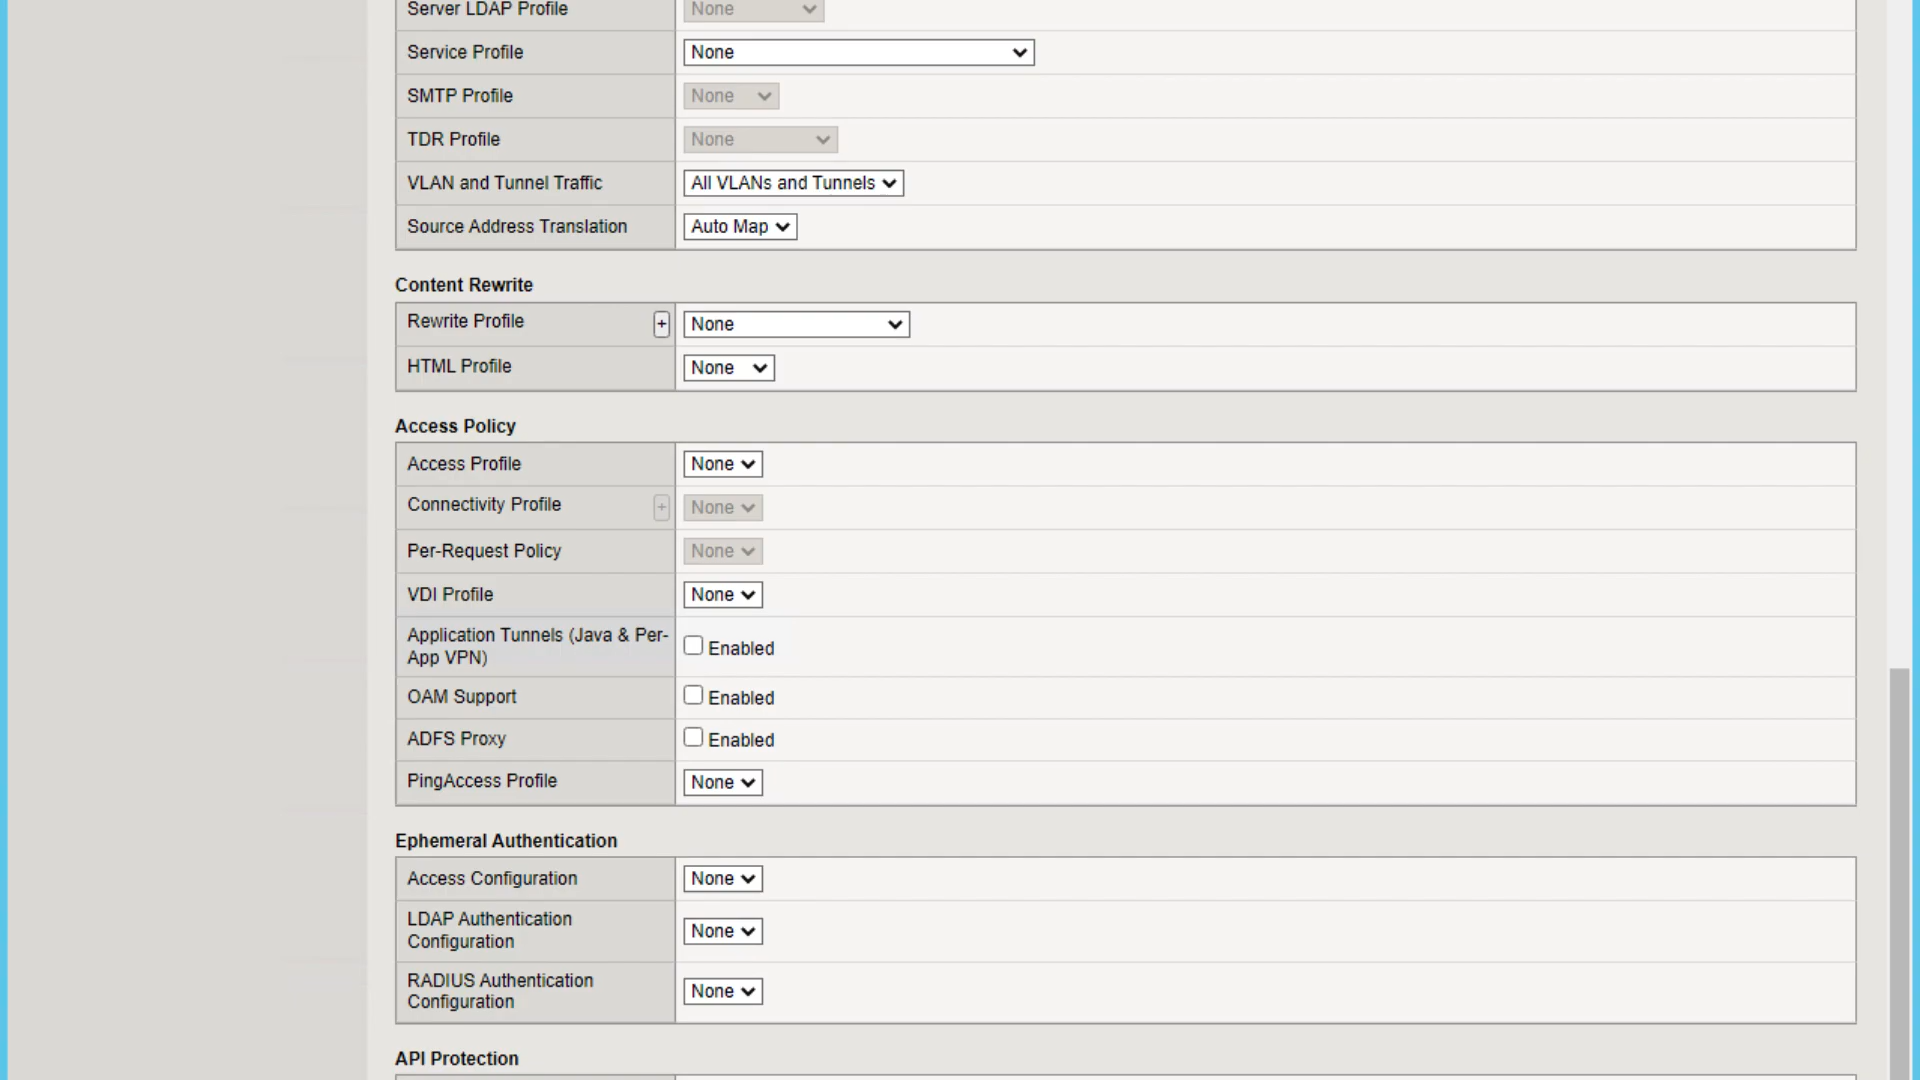 Server LDAP Profile None
Service Profile None
SMTP Profile None
TDR Profile None
VLAN and Tunnel Traffic All VLANs and Tunnels
Source Address Translation Auto Map
Content Rewrite
Rewrite Profile + None
HTML Profile None
Access Policy
Access Profile None
Connectivity Profile + None
Per-Request Policy None
VDI Profile None
Application Tunnels (Java & Per-
App VPN) Enabled
OAM Support Enabled
ADFS Proxy Enabled
PingAccess Profile None
Ephemeral Authentication
Access Configuration None
LDAP Authentication
Configuration None
RADIUS Authentication
Configuration None
API Protection